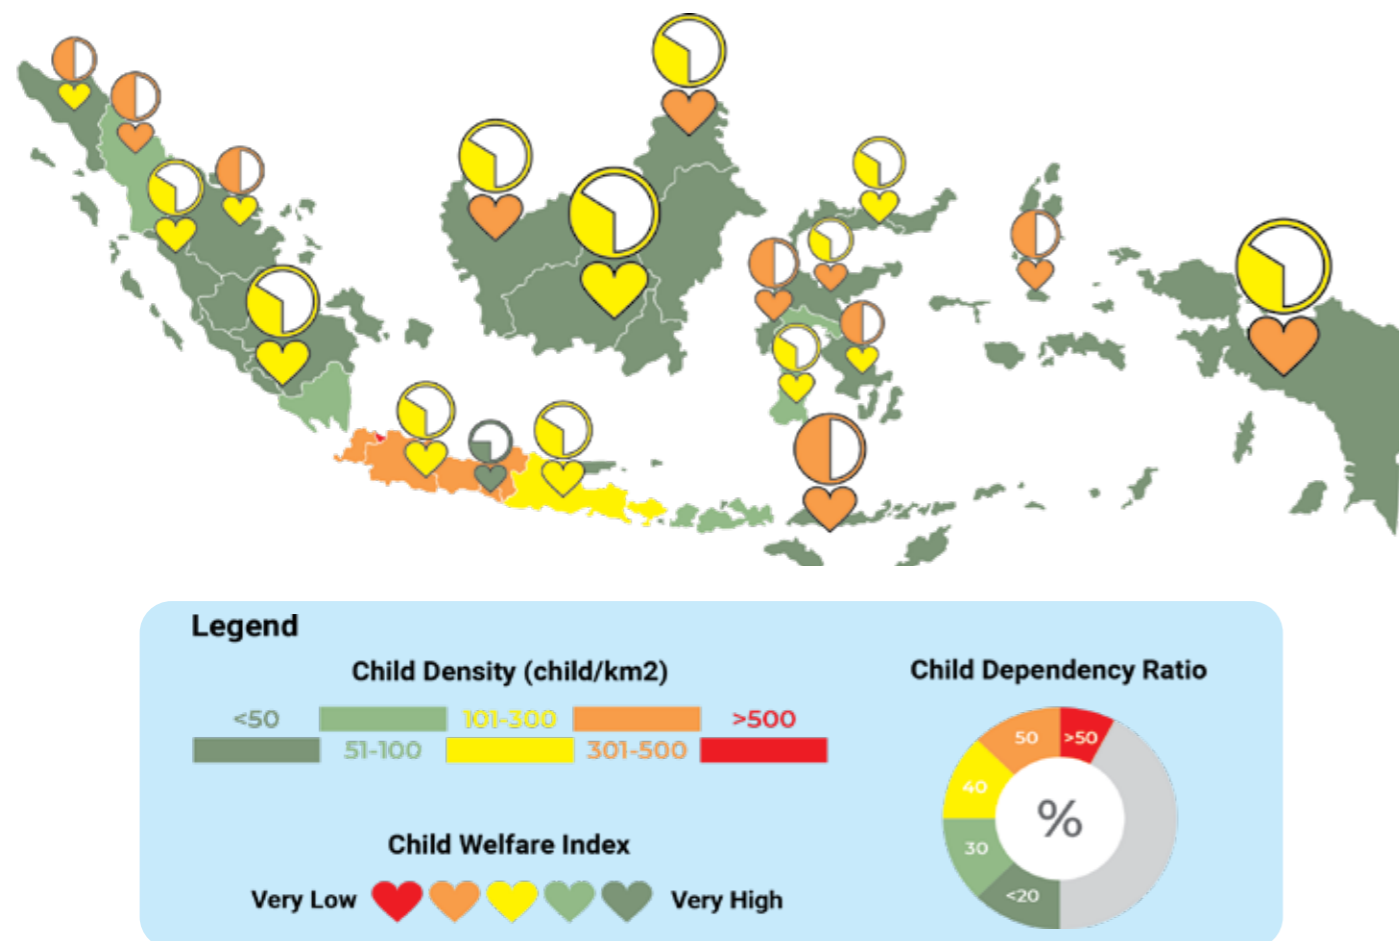 Legend
Child Density (child/km2)
<50
101-300
>500
51-100
301-500
Child Welfare Index
Very Low
Very High
Child Dependency Ratio
50
>50
40
%
30
<20